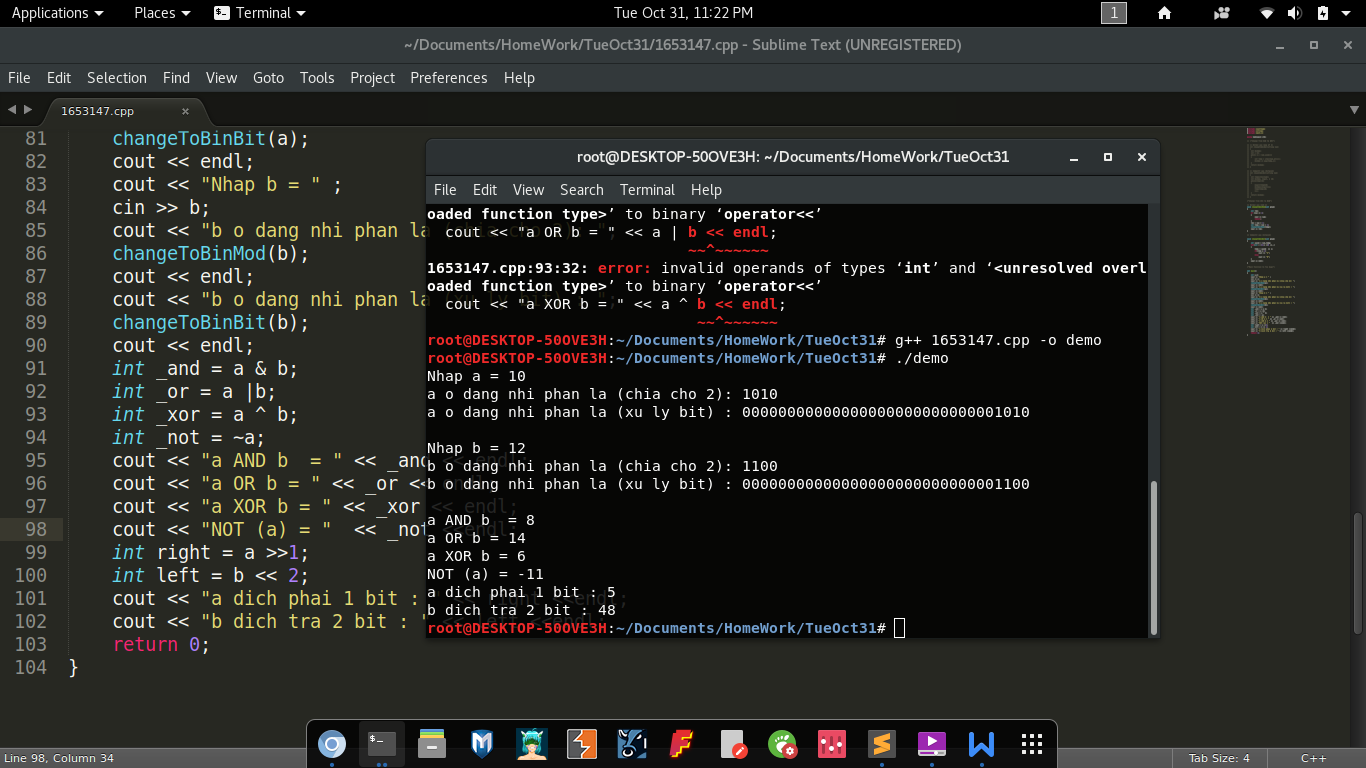 Applications Places Terminal Tue Oct 31, 11:22 PM 1
~/Documents/HomeWork/TueOct31/1653147.cpp - Sublime Text (UNREGISTERED)
File Edit Selection Find View Goto Tools Project Preferences Help
1653147.cpp
81 changeToBinBit(a);
82 cout << endl;
83 cout << "Nhap b = " ;
84 cin >> b;
85 cout << "b o dang nhi phan la
86 changeToBinMod(b);
87 cout << endl;
88 cout << "b o dang nhi phan la
89 changeToBinBit(b);
90 cout << endl;
91 int _and = a & b;
92 int _or = a |b;
93 int _xor = a ^ b;
94 int _not = ~a;
95 cout << "a AND b  = " << _and << endl;
96 cout << "a OR b = " << _or << endl;
97 cout << "a XOR b = " << _xor << endl;
98 cout << "NOT (a) = "  << _not <<endl;
99 int right = a >>1;
100 int left = b << 2;
101 cout << "a dich phai 1 bit : " << right <<endl;
102 cout << "b dich tra 2 bit : " << left <<endl;
103 return 0;
104 }
root@DESKTOP-50OVE3H: ~/Documents/HomeWork/TueOct31
File Edit View Search Terminal Help
oaded function type>’ to binary ‘operator<<’
cout << "a OR b = " << a | b << endl;
~~^~~~~~~
1653147.cpp:93:32: error: invalid operands of types ‘int’ and ‘<unresolved overl
oaded function type>’ to binary ‘operator<<’
cout << "a XOR b = " << a ^ b << endl;
~~^~~~~~~
root@DESKTOP-50OVE3H:~/Documents/HomeWork/TueOct31# g++ 1653147.cpp -o demo
root@DESKTOP-50OVE3H:~/Documents/HomeWork/TueOct31# ./demo
Nhap a = 10
a o dang nhi phan la (chia cho 2): 1010
a o dang nhi phan la (xu ly bit) : 00000000000000000000000000001010
Nhap b = 12
b o dang nhi phan la (chia cho 2): 1100
b o dang nhi phan la (xu ly bit) : 00000000000000000000000000001100
a AND b  = 8
a OR b = 14
a XOR b = 6
NOT (a) = -11
a dich phai 1 bit : 5
b dich tra 2 bit : 48
root@DESKTOP-50OVE3H:~/Documents/HomeWork/TueOct31#
Line 98, Column 34 Tab Size: 4 C++